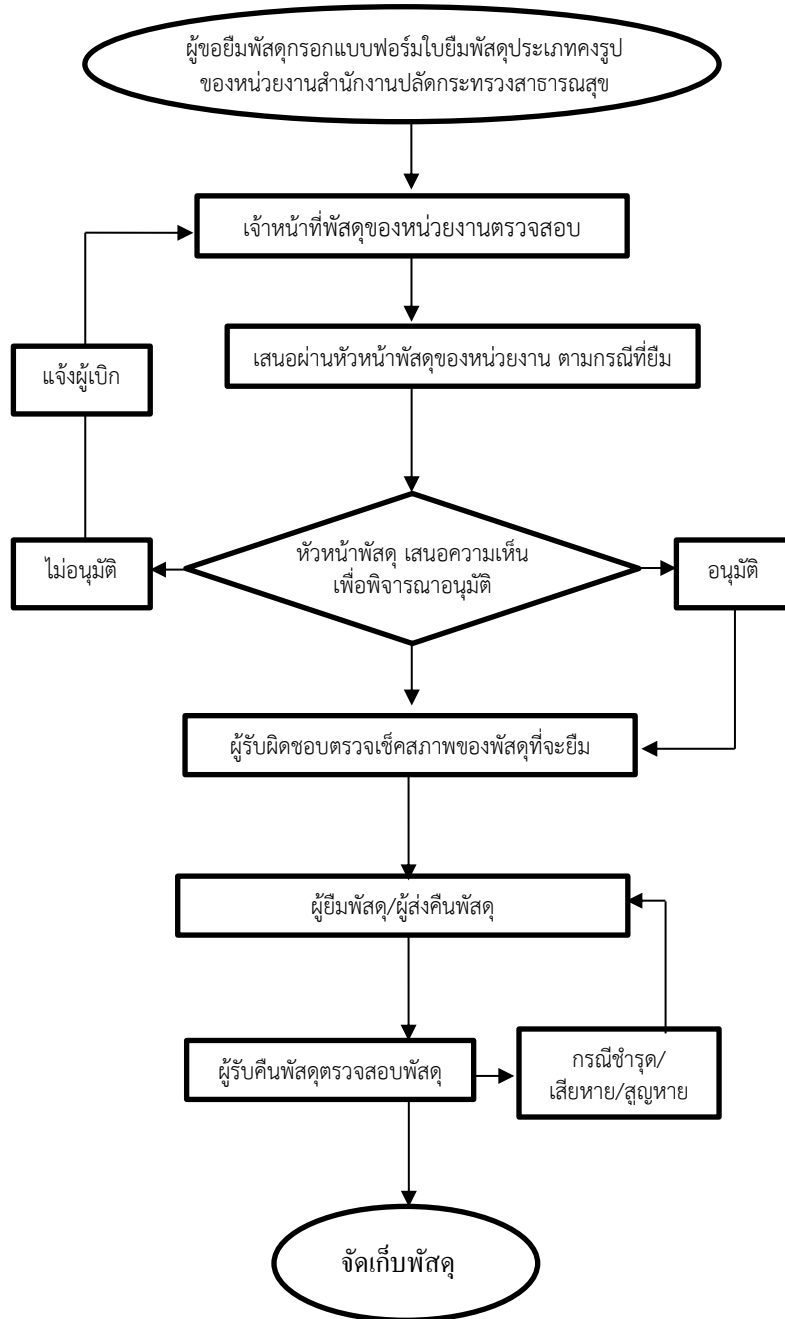 ผู้ขอยืมพัสดุกรอกแบบฟอร์มใบยืมพัสดุประเภทคงรูป
ของหน่วยงานสำนักงานปลัดกระทรวงสาธารณสุข
เจ้าหน้าที่พัสดุของหน่วยงานตรวจสอบ
แจ้งผู้เบิก
เสนอผ่านหัวหน้าพัสดุของหน่วยงาน ตามกรณีที่ยืม
ไม่อนุมัติ
หัวหน้าพัสดุ เสนอความเห็น
เพื่อพิจารณาอนุมัติ
อนุมัติ
ผู้รับผิดชอบตรวจเช็คสภาพของพัสดุที่จะยืม
ผู้ยืมพัสดุ/ผู้ส่งคืนพัสดุ
ผู้รับคืนพัสดุตรวจสอบพัสดุ
กรณีชำรุด/
เสียหาย/สูญหาย
จัดเก็บพัสดุ